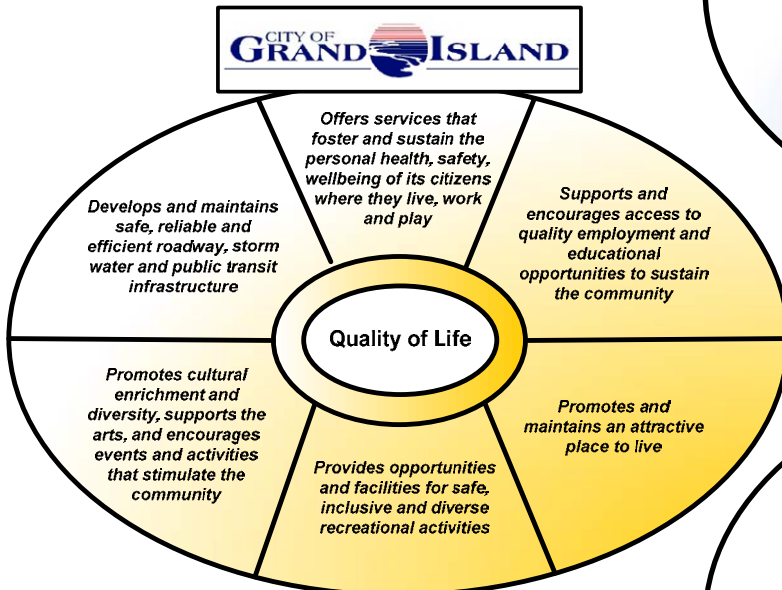 CITY OF
GRAND ISLAND
Offers services that
foster and sustain the
personal health, safety,
wellbeing of its citizens
where they live, work
and play
Supports and
encourages access to
quality employment and
educational
opportunities to sustain
the community
Promotes and
maintains an attractive
place to live
Provides opportunities
and facilities for safe,
inclusive and diverse
recreational activities
Promotes cultural
enrichment and
diversity, supports the
arts, and encourages
events and activities
that stimulate the
community
Develops and maintains
safe, reliable and
efficient roadway, storm
water and public transit
infrastructure
Quality of Life